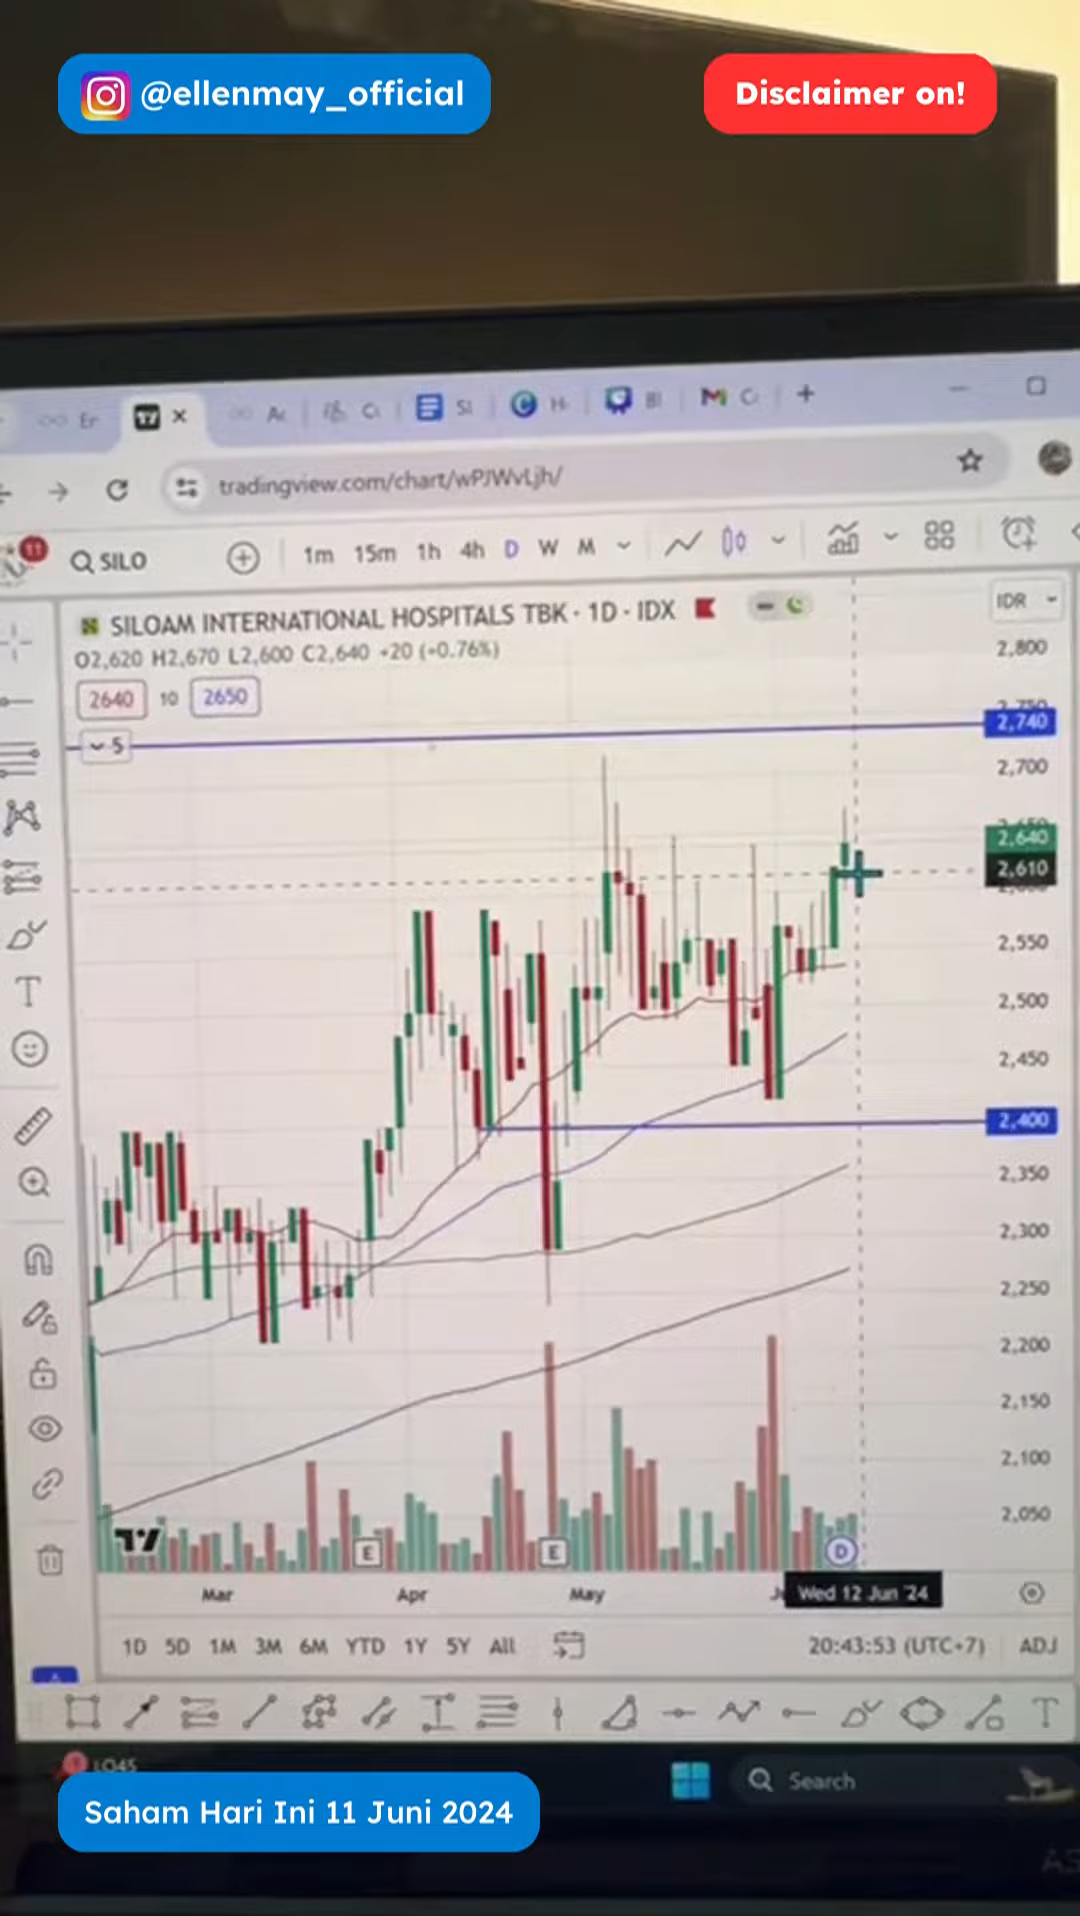 @ellenmay_official
Disclaimer on!
Er
tradingview.com/chart/wPJWvLjh/
11
SILO
1m 15m 1h 4h D W M
SILOAM INTERNATIONAL HOSPITALS TBK · 1D · IDX
IDR
O2,620 H2,670 L2,600 C2,640 +20 (+0.76%)
2640 10 2650
5
2,800
2,740
2,700
2,640
2,610
2,550
2,500
2,450
2,400
2,350
2,300
2,250
2,200
2,150
2,100
2,050
E E D
Mar Apr May Wed 12 Jun '24
1D 5D 1M 3M 6M YTD 1Y 5Y All 20:43:53 (UTC+7) ADJ
LQ45
Search
Saham Hari Ini 11 Juni 2024